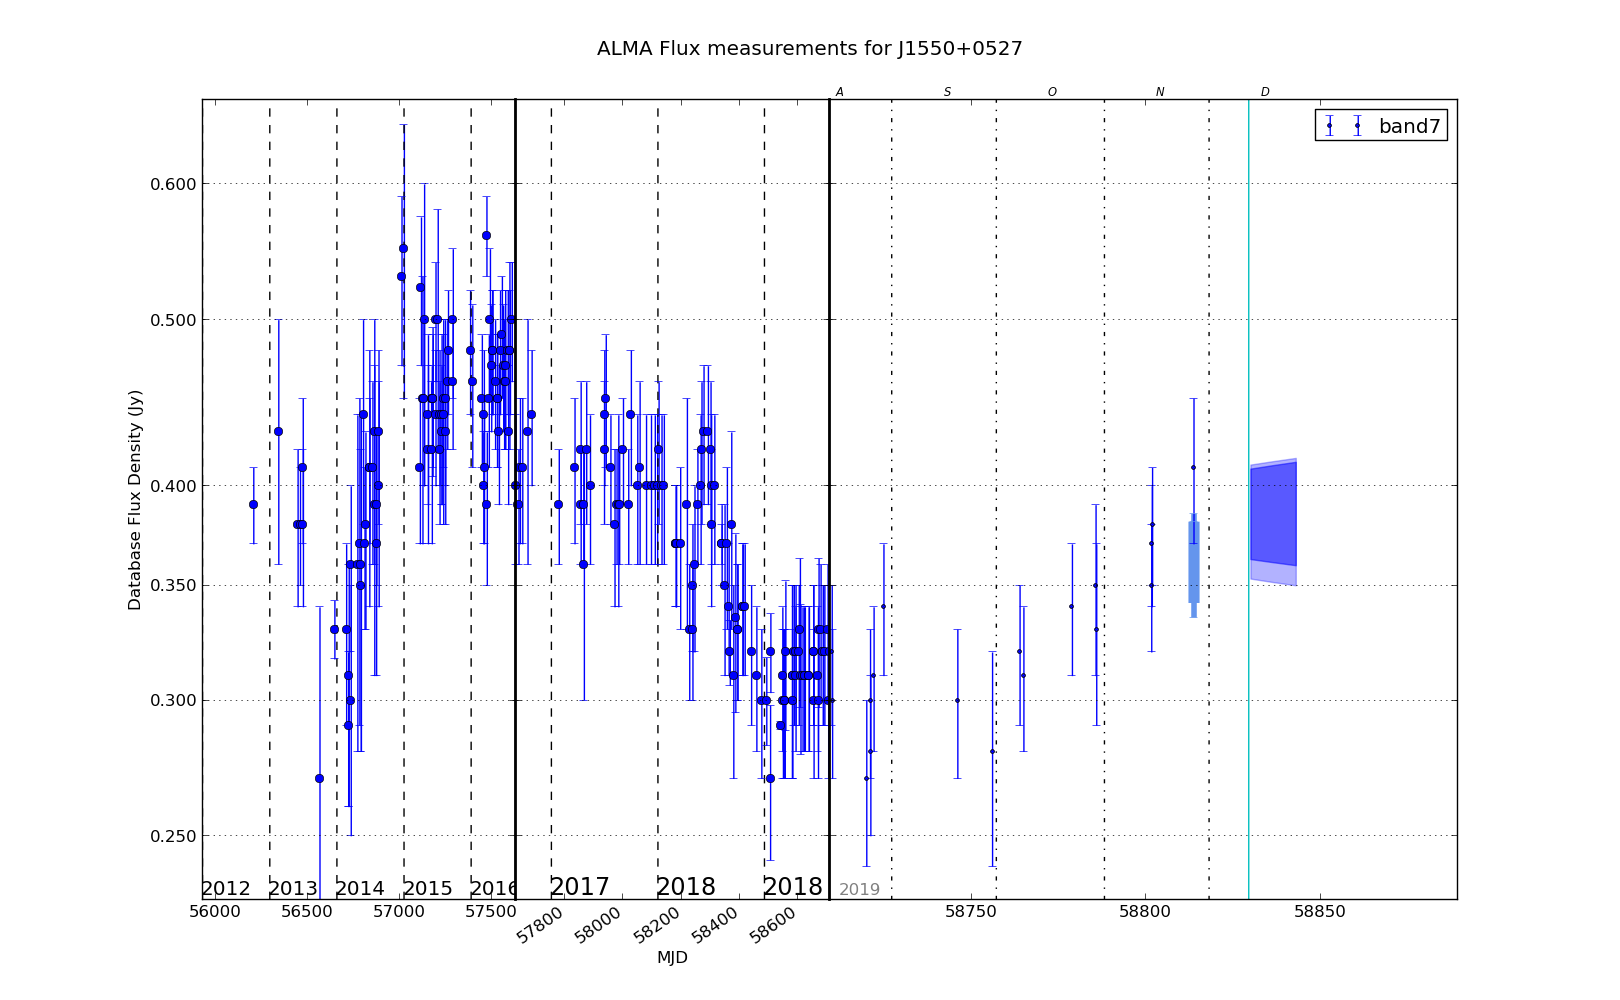 ALMA Flux measurements for J1550+0527
A S O N D
band7
0.600
0.500
0.400
0.350
0.300
0.250
Database Flux Density (Jy)
2012 2013 2014 2015 2016 2017 2018 2018 2019
56000 56500 57000 57500 57800 58000 58200 58400 58600 58750 58800 58850
MJD